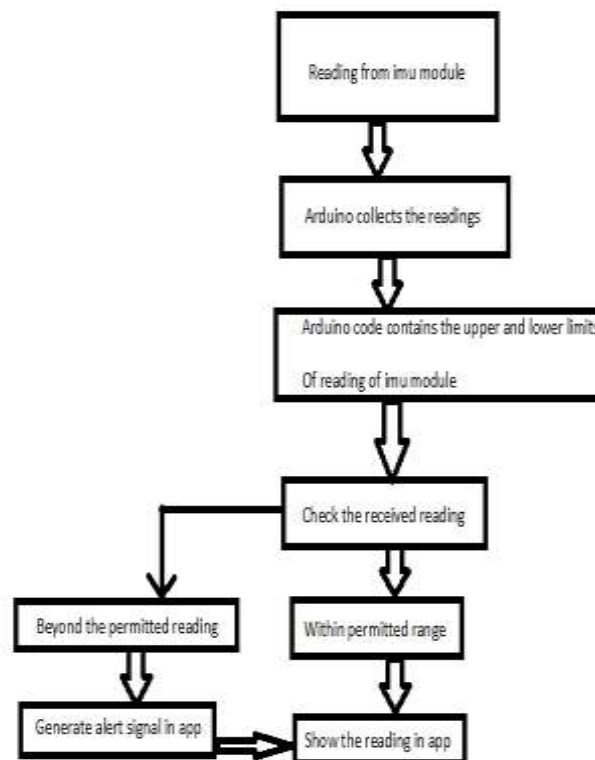 Reading from imu module
Arduino collects the readings
Arduino code contains the upper and lower limits
Of reading of imu module
Check the received reading
Beyond the permitted reading
Within permitted range
Generate alert signal in app
Show the reading in app